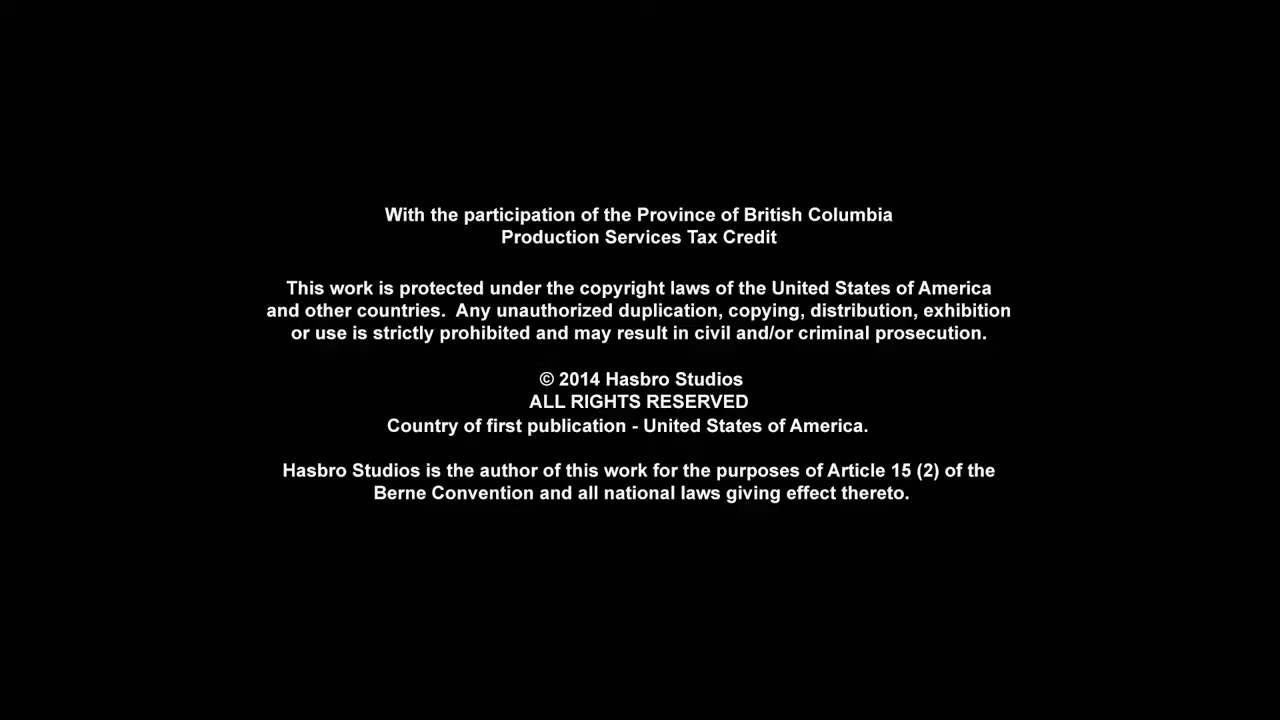 With the participation of the Province of British Columbia
Production Services Tax Credit
This work is protected under the copyright laws of the United States of America
and other countries.  Any unauthorized duplication, copying, distribution, exhibition
or use is strictly prohibited and may result in civil and/or criminal prosecution.
© 2014 Hasbro Studios
ALL RIGHTS RESERVED
Country of first publication - United States of America.
Hasbro Studios is the author of this work for the purposes of Article 15 (2) of the
Berne Convention and all national laws giving effect thereto.